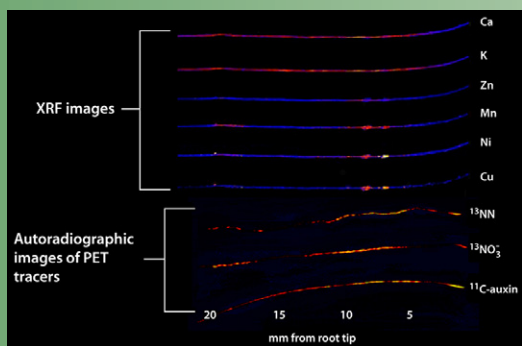 Ca
K
Zn
XRF images
Mn
Ni
Cu
¹³NN
Autoradiographic
images of PET
tracers
¹³NO₃⁻
¹¹C-auxin
20 15 10 5
mm from root tip